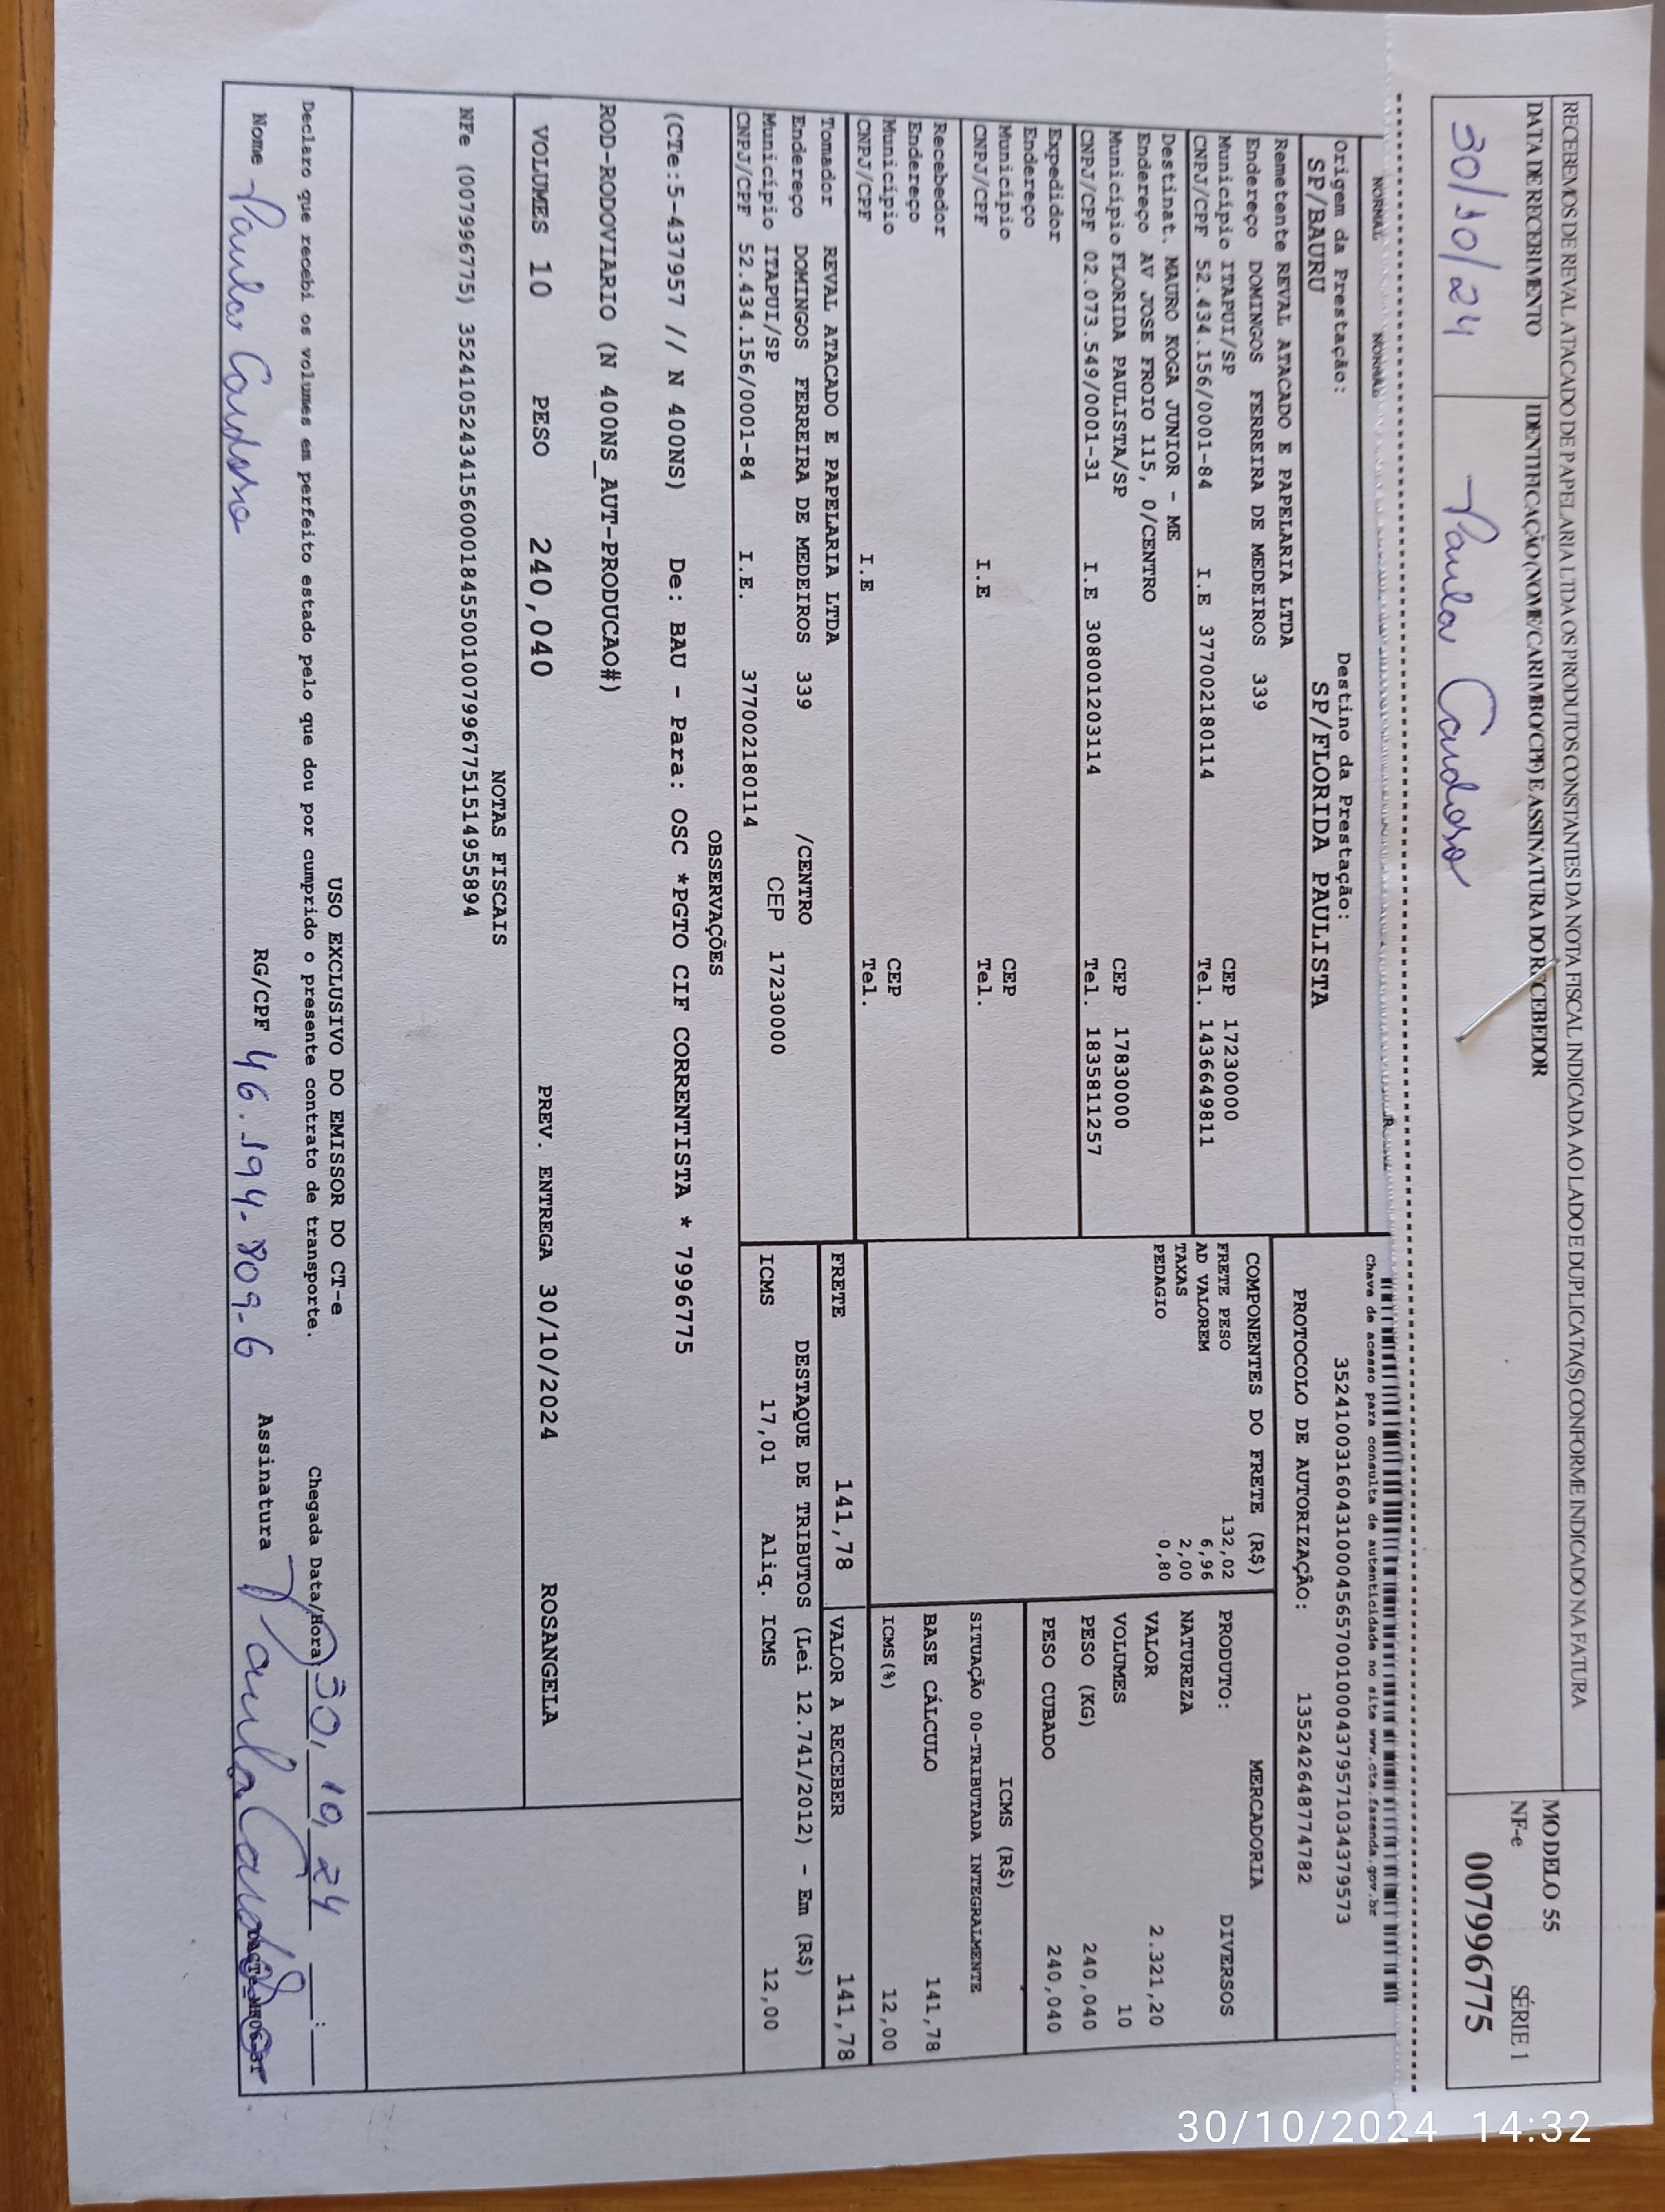 RECEBEMOS DE REVAL ATACADO DE PAPELARIA LTDA OS PRODUTOS CONSTANTES DA NOTA FISCAL INDICADA AO LADO E DUPLICATA(S) CONFORME INDICADO NA FATURA
DATA DE RECEBIMENTO
IDENTIFICAÇÃO (NOME/CARIMBO/CPF) E ASSINATURA DO RECEBEDOR
30/10/24 Paula Cardoso
MODELO 55
NF-e SÉRIE 1
007996775
NORMAL NORMAL
Chave de acesso para consulta de autenticidade no site www.cte.fazenda.gov.br
Origem da Prestação: Destino da Prestação:
SP/BAURU SP/FLORIDA PAULISTA
35241003160431000456570010004379571034379573
PROTOCOLO DE AUTORIZAÇÃO: 135242648774782
Remetente REVAL ATACADO E PAPELARIA LTDA
Endereço DOMINGOS FERREIRA DE MEDEIROS 339
Município ITAPUI/SP CEP 17230000
CNPJ/CPF 52.434.156/0001-84 I.E 377002180114 Tel. 1436649811
Destinat. MAURO KOGA JUNIOR - ME
Endereço AV JOSE FROIO 115, 0/CENTRO
Município FLORIDA PAULISTA/SP CEP 17830000
CNPJ/CPF 02.073.549/0001-31 I.E 308001203114 Tel. 1835811257
Expedidor
Endereço
Município CEP
CNPJ/CPF I.E Tel.
Recebedor
Endereço
Município CEP
CNPJ/CPF I.E Tel.
Tomador REVAL ATACADO E PAPELARIA LTDA
Endereço DOMINGOS FERREIRA DE MEDEIROS 339 /CENTRO
Município ITAPUI/SP CEP 17230000
CNPJ/CPF 52.434.156/0001-84 I.E. 377002180114
COMPONENTES DO FRETE (R$)
FRETE PESO 132,02
AD VALOREM 6,96
TAXAS 2,00
PEDAGIO 0,80
MERCADORIA
PRODUTO: DIVERSOS
NATUREZA
VALOR 2.321,20
VOLUMES 10
PESO (KG) 240,040
PESO CUBADO 240,040
ICMS (R$)
SITUAÇÃO 00-TRIBUTADA INTEGRALMENTE
BASE CÁLCULO 141,78
ICMS(%) 12,00
FRETE 141,78 VALOR A RECEBER 141,78
DESTAQUE DE TRIBUTOS (Lei 12.741/2012) - Em (R$)
ICMS 17,01 Aliq. ICMS 12,00
OBSERVAÇÕES
(CTe:5-437957 // N 400NS) De: BAU - Para: OSC *PGTO CIF CORRENTISTA * 7996775
ROD-RODOVIARIO (N 400NS_AUT-PRODUCAO#)
VOLUMES 10 PESO 240,040 PREV. ENTREGA 30/10/2024 ROSANGELA
NOTAS FISCAIS
NFe (007996775) 35241052434156000184550010079967751514955894
USO EXCLUSIVO DO EMISSOR DO CT-e
Declaro que recebi os volumes em perfeito estado pelo que dou por cumprido o presente contrato de transporte. Chegada Data/Hora 30, 10, 24 __:__
Nome Paula Cardoso RG/CPF 46.194.809-6 Assinatura Paula Cardoso
30/10/2024 14:32